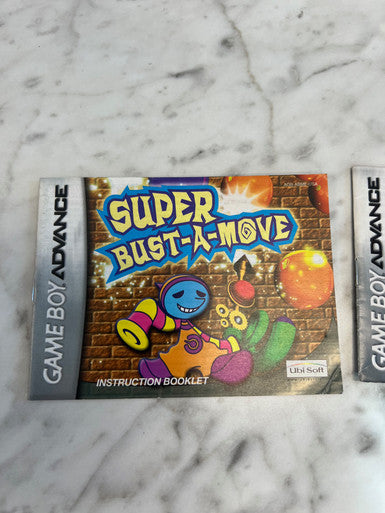 GAME BOY ADVANCE
SUPER
BUST-A-MOVE
INSTRUCTION BOOKLET
Ubi Soft
GAME BOY ADVANCE